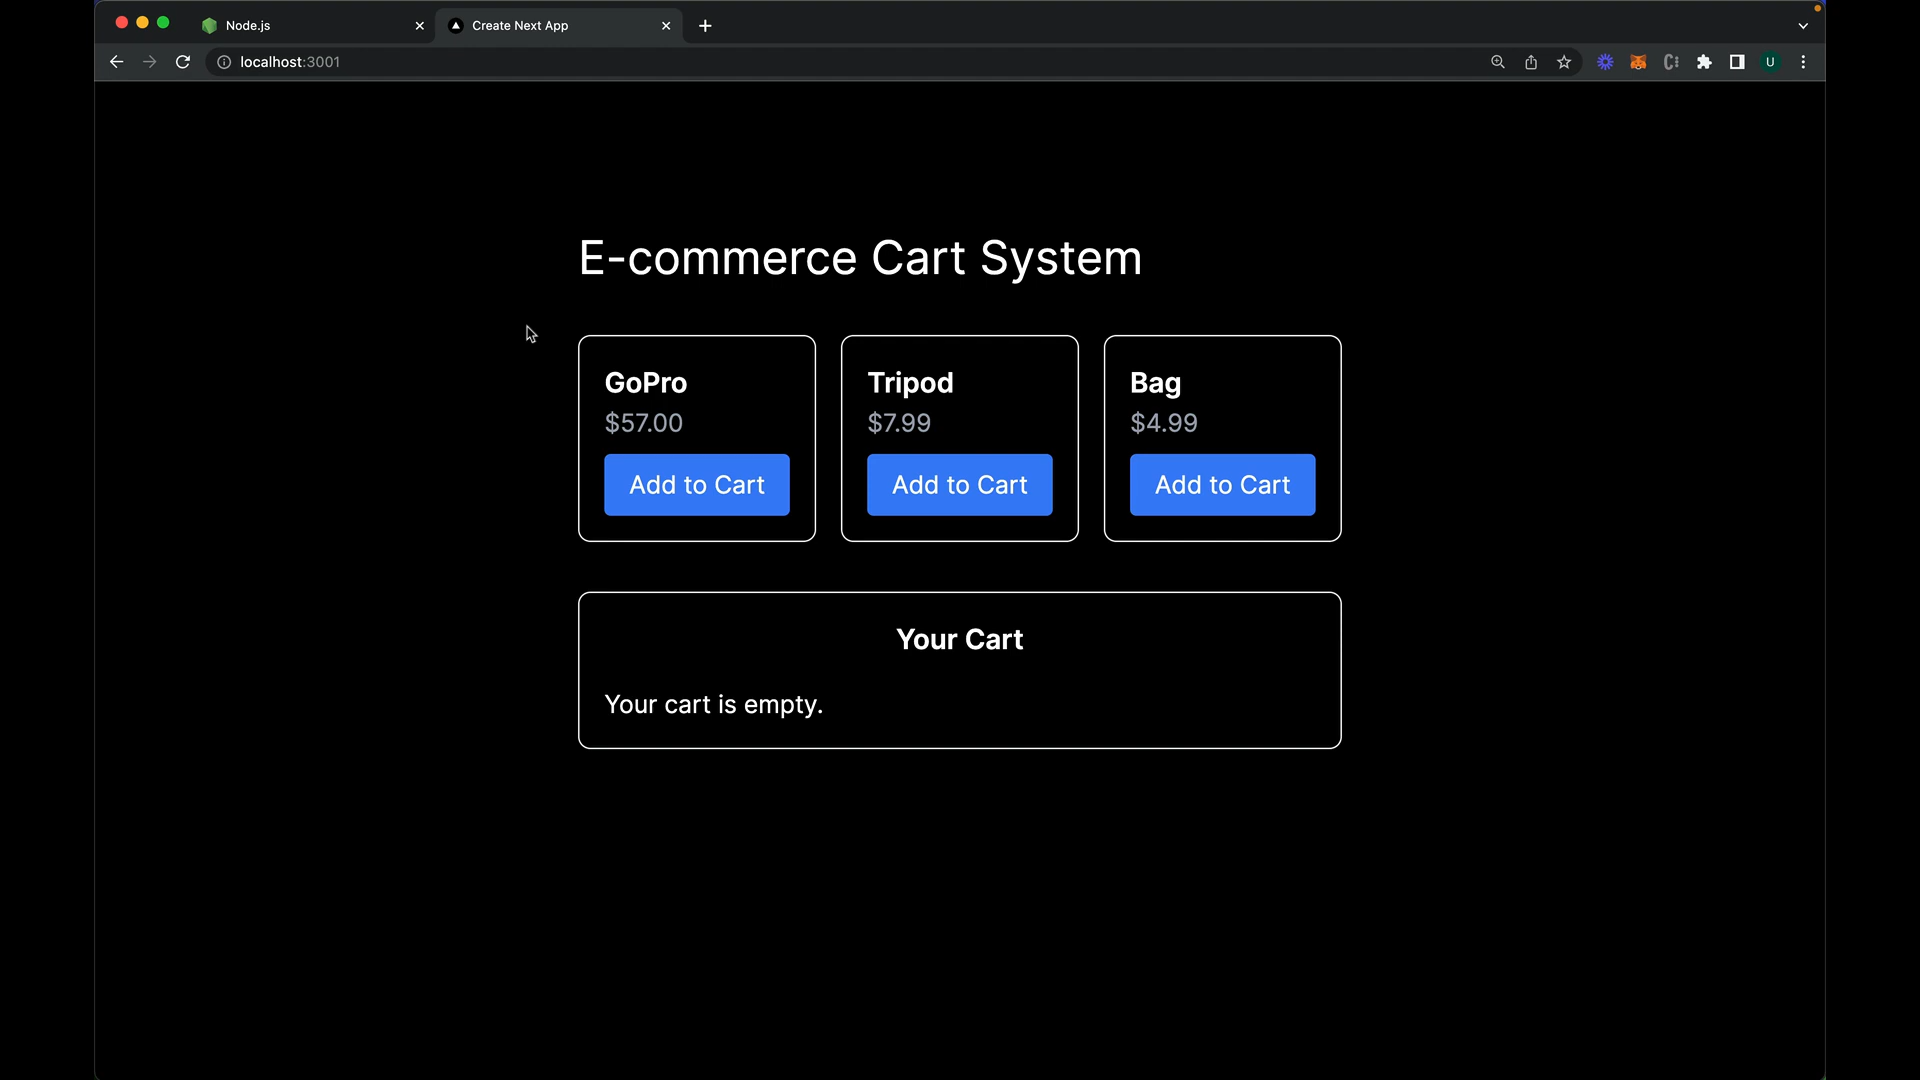 Node.js
Create Next App
localhost:3001
U
E-commerce Cart System
GoPro
$57.00
Add to Cart
Tripod
$7.99
Add to Cart
Bag
$4.99
Add to Cart
Your Cart
Your cart is empty.